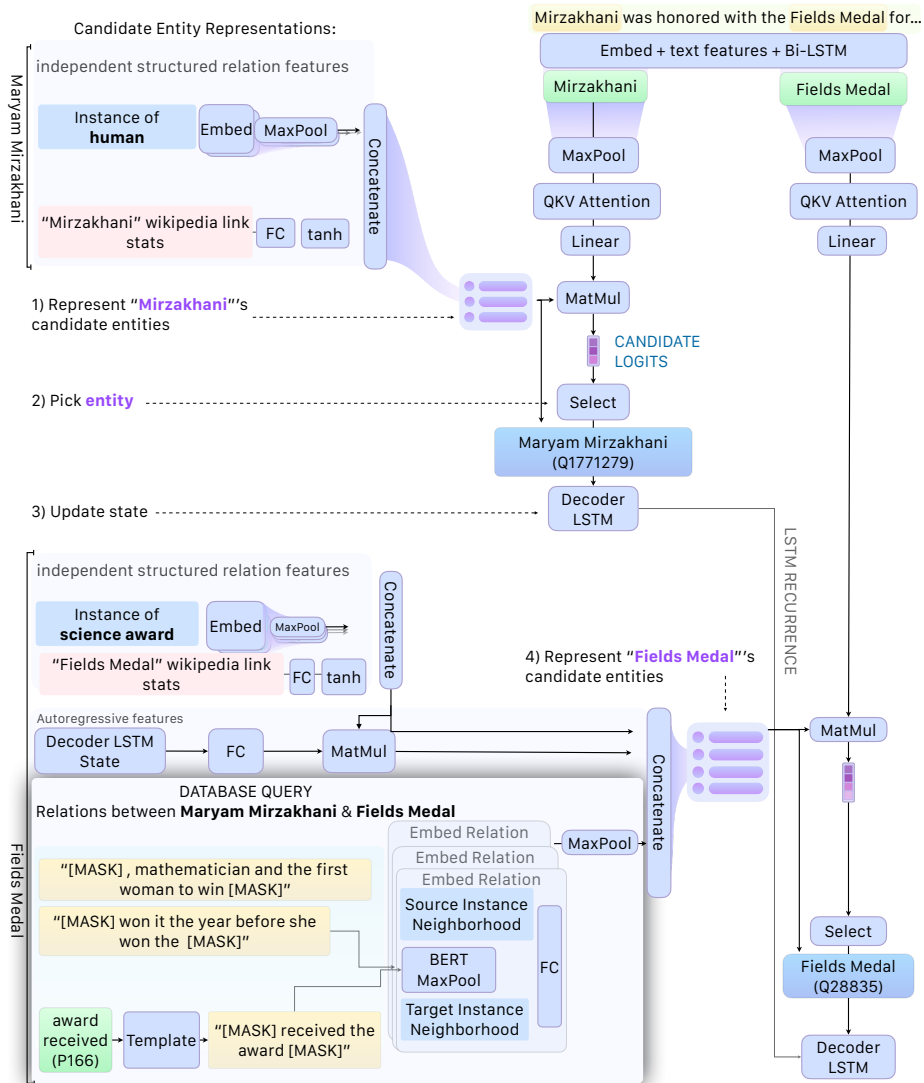 Candidate Entity Representations:
Mirzakhani was honored with the Fields Medal for...
Embed + text features + Bi-LSTM
Maryam Mirzakhani
independent structured relation features
Instance of
human
Embed
MaxPool
Concatenate
"Mirzakhani" wikipedia link
stats
FC
tanh
Mirzakhani
Fields Medal
MaxPool
MaxPool
QKV Attention
QKV Attention
Linear
Linear
1) Represent "Mirzakhani"'s
candidate entities
MatMul
CANDIDATE
LOGITS
2) Pick entity
Select
Maryam Mirzakhani
(Q1771279)
3) Update state
Decoder
LSTM
LSTM RECURRENCE
Fields Medal
independent structured relation features
Instance of
science award
Embed
MaxPool
Concatenate
"Fields Medal" wikipedia link
stats
FC
tanh
4) Represent "Fields Medal"'s
candidate entities
Autoregressive features
Decoder LSTM
State
FC
MatMul
Concatenate
MatMul
DATABASE QUERY
Relations between Maryam Mirzakhani & Fields Medal
Embed Relation
Embed Relation
Embed Relation
MaxPool
"[MASK] , mathematician and the first
woman to win [MASK]"
"[MASK] won it the year before she
won the [MASK]"
Source Instance
Neighborhood
BERT
MaxPool
FC
Target Instance
Neighborhood
award
received
(P166)
Template
"[MASK] received the
award [MASK]"
Select
Fields Medal
(Q28835)
Decoder
LSTM